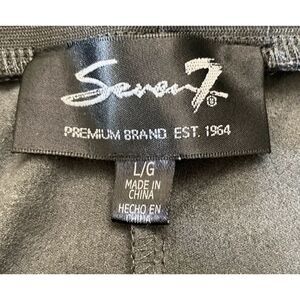 Seven7®
PREMIUM BRAND EST. 1964
L/G
MADE IN
CHINA
HECHO EN
CHINA